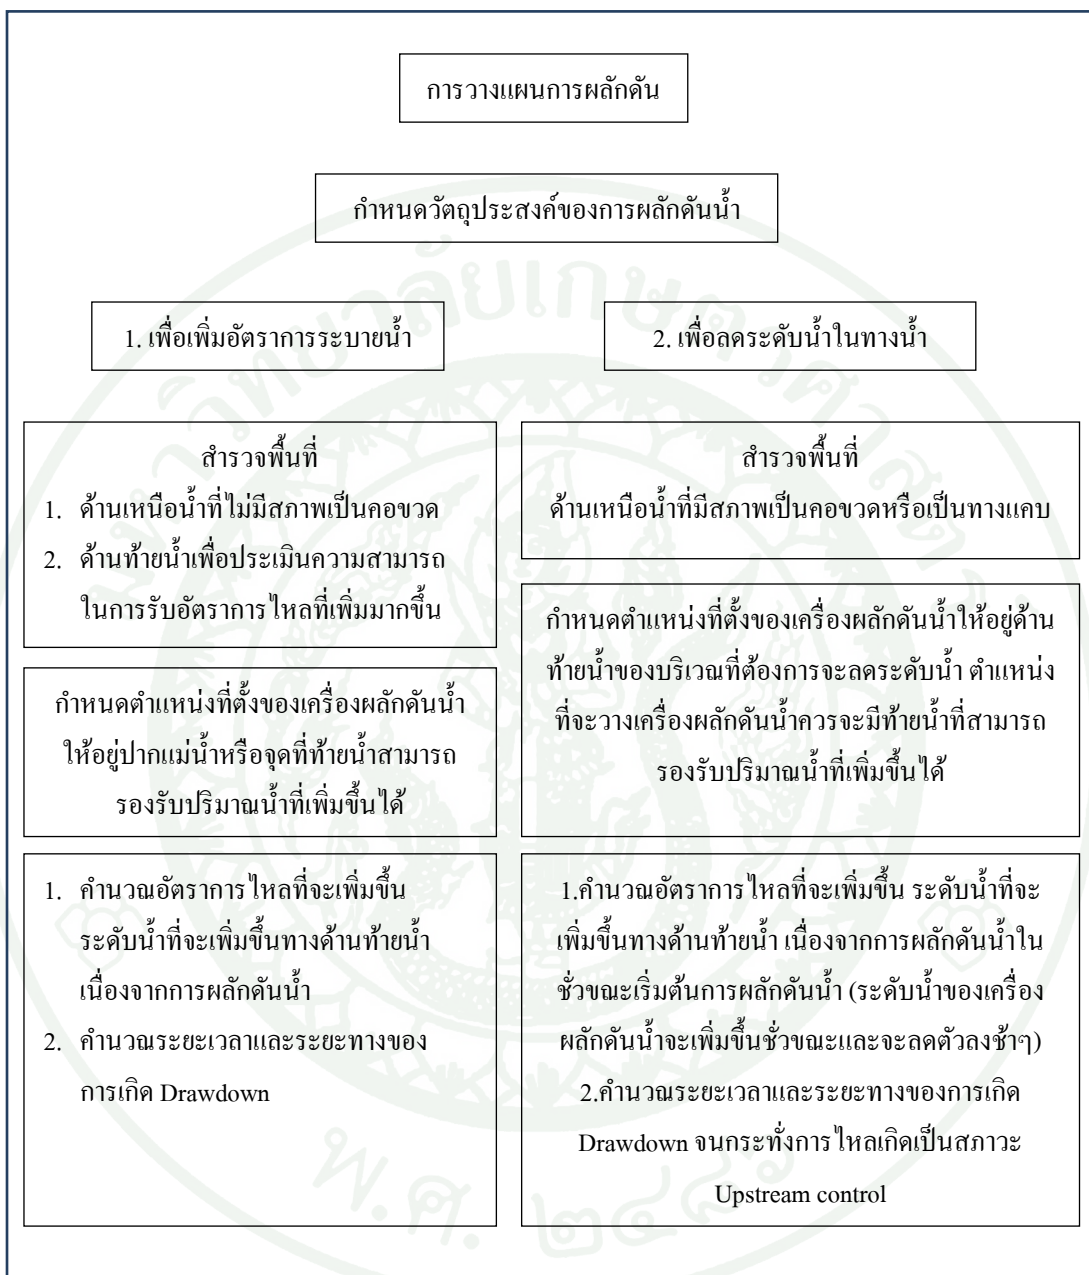 การวางแผนการผลักดัน
กำหนดวัตถุประสงค์ของการผลักดันน้ำ
1. เพื่อเพิ่มอัตราการระบายน้ำ
2. เพื่อลดระดับน้ำในทางน้ำ
สำรวจพื้นที่
1. ด้านเหนือน้ำที่ไม่มีสภาพเป็นคอขวด
2. ด้านท้ายน้ำเพื่อประเมินความสามารถ
ในการรับอัตราการไหลที่เพิ่มมากขึ้น
สำรวจพื้นที่
ด้านเหนือน้ำที่มีสภาพเป็นคอขวดหรือเป็นทางแคบ
กำหนดตำแหน่งที่ตั้งของเครื่องผลักดันน้ำ
ให้อยู่ปากแม่น้ำหรือจุดที่ท้ายน้ำสามารถ
รองรับปริมาณน้ำที่เพิ่มขึ้นได้
กำหนดตำแหน่งที่ตั้งของเครื่องผลักดันน้ำให้อยู่ด้าน
ท้ายน้ำของบริเวณที่ต้องการจะลดระดับน้ำ ตำแหน่ง
ที่จะวางเครื่องผลักดันน้ำควรจะมีท้ายน้ำที่สามารถ
รองรับปริมาณน้ำที่เพิ่มขึ้นได้
1. คำนวณอัตราการไหลที่จะเพิ่มขึ้น
ระดับน้ำที่จะเพิ่มขึ้นทางด้านท้ายน้ำ
เนื่องจากการผลักดันน้ำ
2. คำนวณระยะเวลาและระยะทางของ
การเกิด Drawdown
1.คำนวณอัตราการไหลที่จะเพิ่มขึ้น ระดับน้ำที่จะ
เพิ่มขึ้นทางด้านท้ายน้ำ เนื่องจากการผลักดันน้ำใน
ชั่วขณะเริ่มต้นการผลักดันน้ำ (ระดับน้ำของเครื่อง
ผลักดันน้ำจะเพิ่มขึ้นชั่วขณะและจะลดตัวลงช้าๆ)
2.คำนวณระยะเวลาและระยะทางของการเกิด
Drawdown จนกระทั่งการไหลเกิดเป็นสภาวะ
Upstream control
มหาวิทยาลัยเกษตรศาสตร์
พ.ศ. ๒๔๘๖